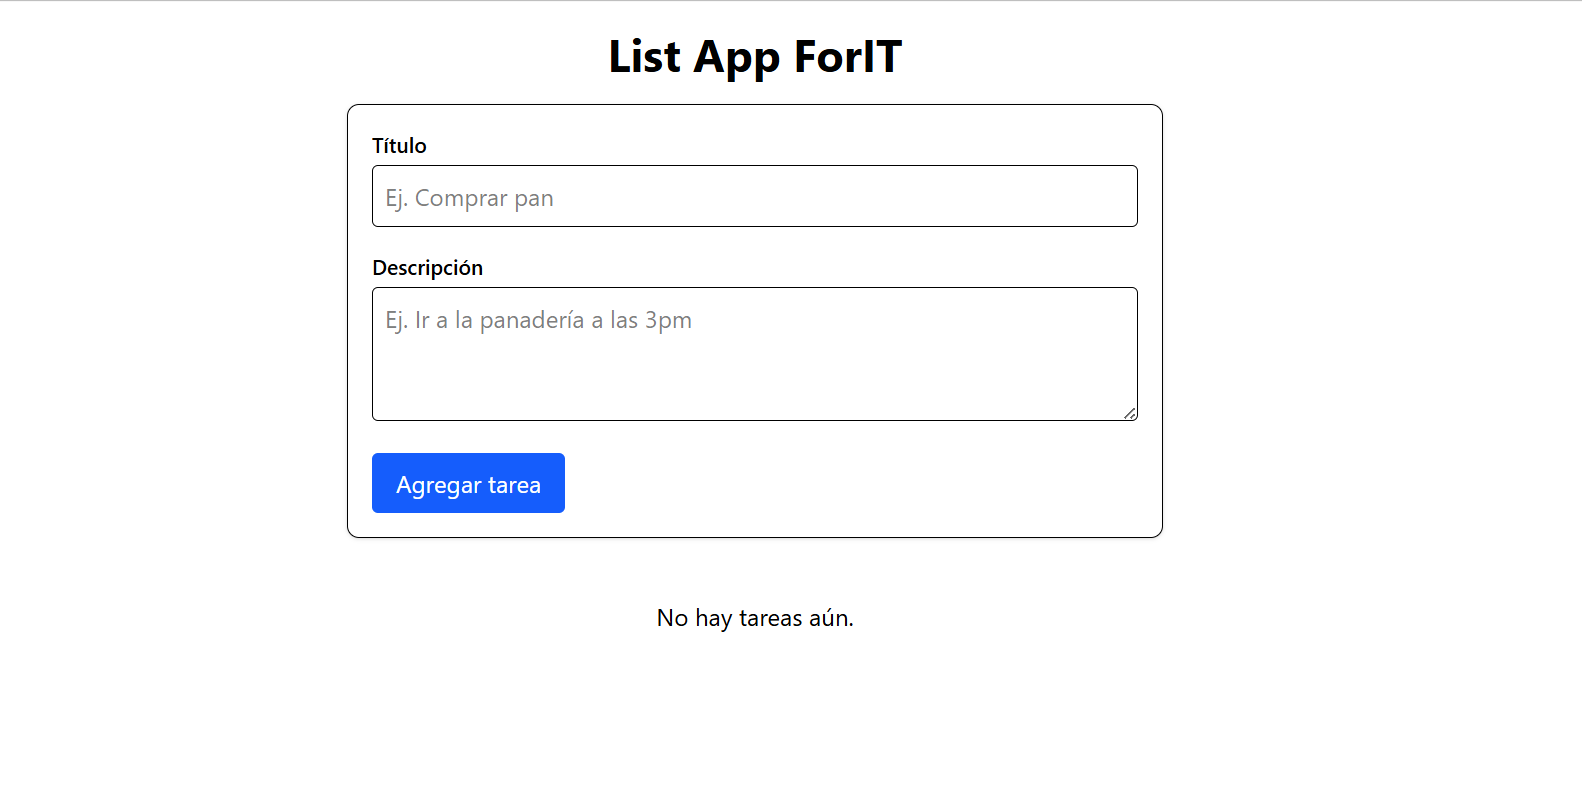 List App ForIT
Título
Ej. Comprar pan
Descripción
Ej. Ir a la panadería a las 3pm
Agregar tarea
No hay tareas aún.